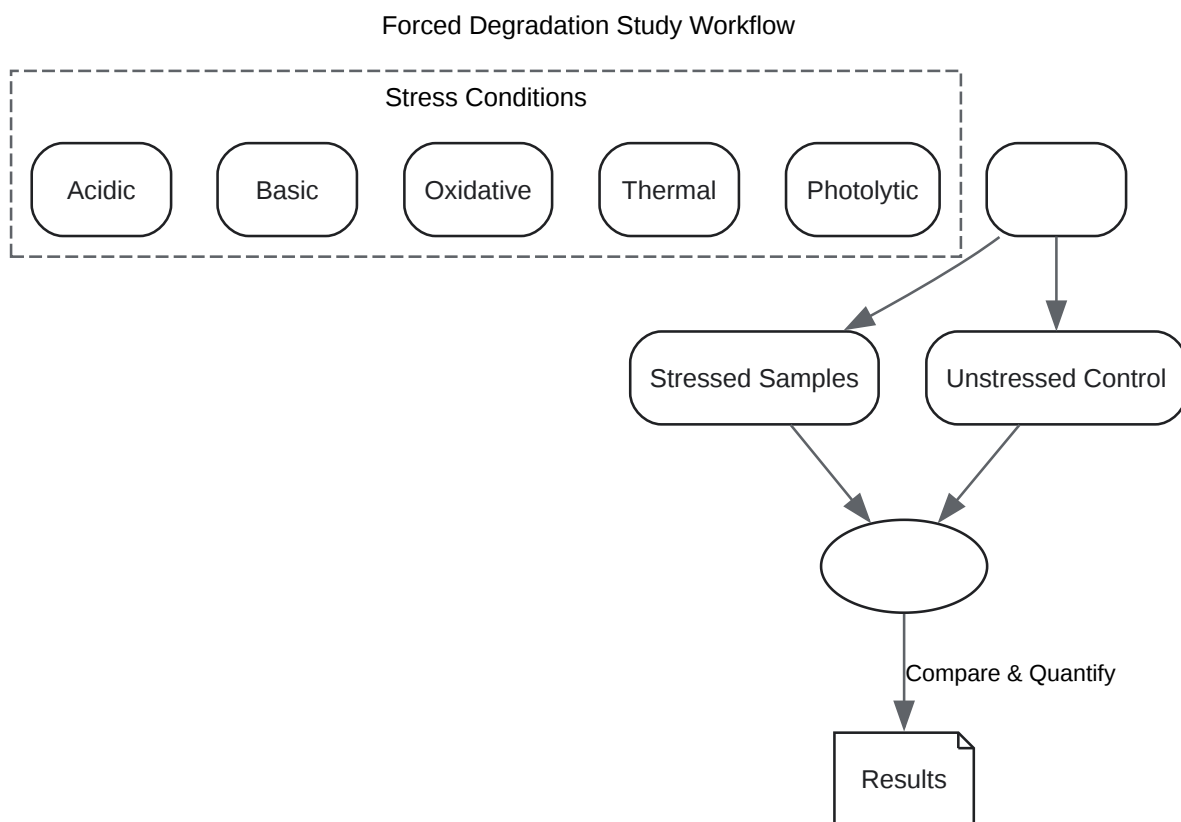 Forced Degradation Study Workflow
Stress Conditions
Acidic
Basic
Oxidative
Thermal
Photolytic
Stressed Samples
Unstressed Control
Compare & Quantify
Results